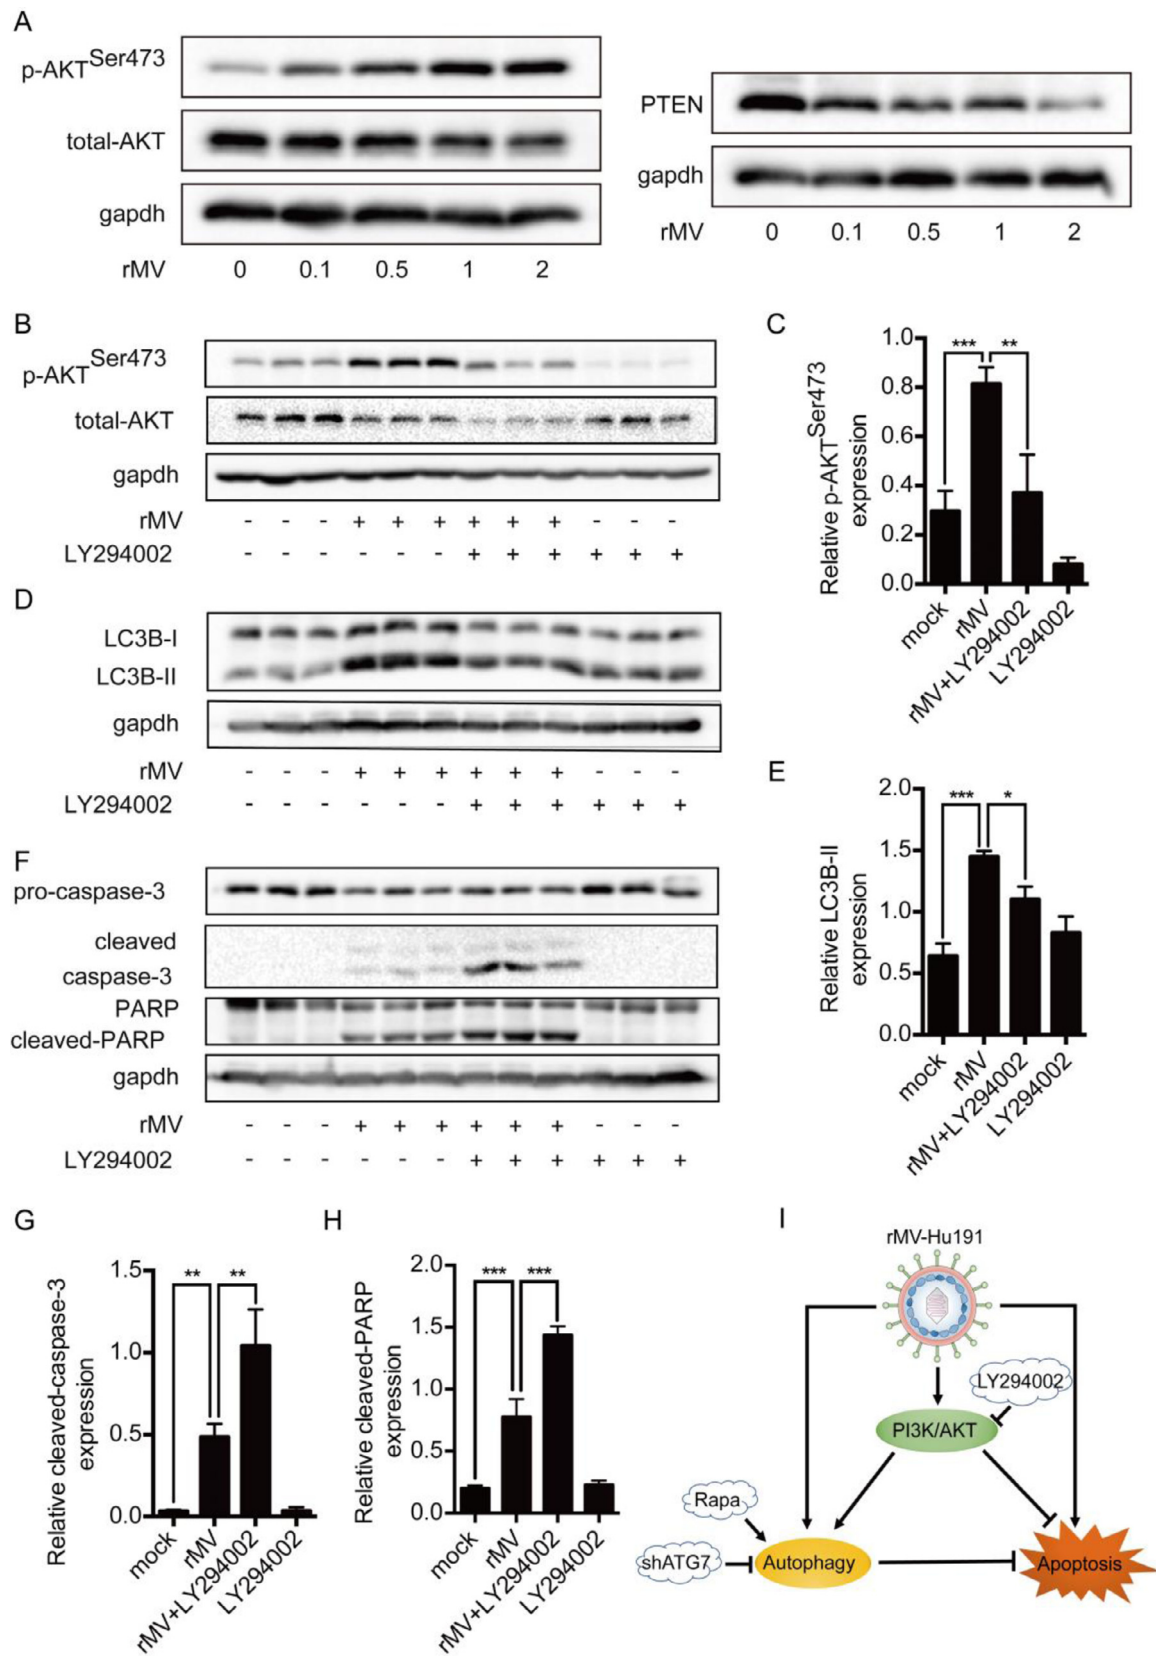 A
p-AKTSer473
total-AKT
gapdh
rMV 0 0.1 0.5 1 2
PTEN
gapdh
rMV 0 0.1 0.5 1 2
B
p-AKTSer473
total-AKT
gapdh
rMV - - - + + + + + + - - -
LY294002 - - - - - - + + + + + +
C
Relative p-AKTSer473
expression
1.0
0.8
0.6
0.4
0.2
0.0
*** **
mock
rMV
rMV+LY294002
LY294002
D
LC3B-I
LC3B-II
gapdh
rMV - - - + + + + + + - - -
LY294002 - - - - - - + + + + + +
E
Relative LC3B-II
expression
2.0
1.5
1.0
0.5
0.0
*** *
mock
rMV
rMV+LY294002
LY294002
F
pro-caspase-3
cleaved
caspase-3
PARP
cleaved-PARP
gapdh
rMV - - - + + + + + + - - -
LY294002 - - - - - - + + + + + +
G
Relative cleaved-caspase-3
expression
1.5
1.0
0.5
0.0
** **
mock
rMV
rMV+LY294002
LY294002
H
Relative cleaved-PARP
expression
2.0
1.5
1.0
0.5
0.0
*** ***
mock
rMV
rMV+LY294002
LY294002
I
rMV-Hu191
LY294002
PI3K/AKT
Rapa
shATG7
Autophagy
Apoptosis